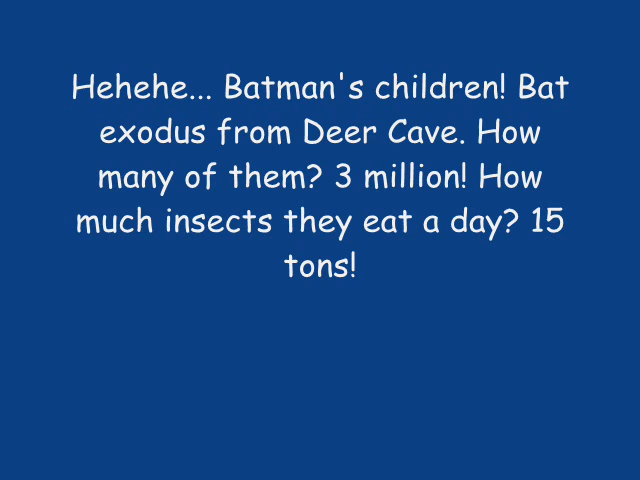 Hehehe... Batman's children! Bat
exodus from Deer Cave. How
many of them? 3 million! How
much insects they eat a day? 15
tons!